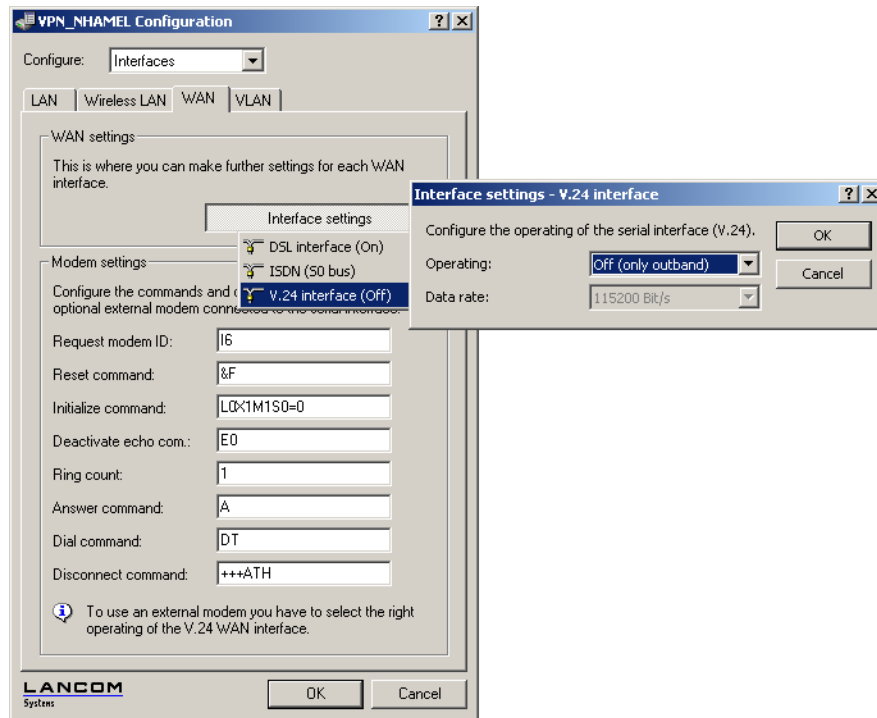 VPN_NHAMEL Configuration
Configure: Interfaces
LAN Wireless LAN WAN VLAN
WAN settings
This is where you can make further settings for each WAN
interface.
Interface settings
DSL interface (On)
ISDN (S0 bus)
V.24 interface (Off)
Modem settings
Configure the commands and
optional external modem connected to the serial interface.
Request modem ID: I6
Reset command: &F
Initialize command: L0X1M1S0=0
Deactivate echo com.: E0
Ring count: 1
Answer command: A
Dial command: DT
Disconnect command: +++ATH
To use an external modem you have to select the right
operating of the V.24 WAN interface.
LANCOM
Systems
OK Cancel
Interface settings - V.24 interface
Configure the operating of the serial interface (V.24).
OK
Operating: Off (only outband)
Cancel
Data rate: 115200 Bit/s